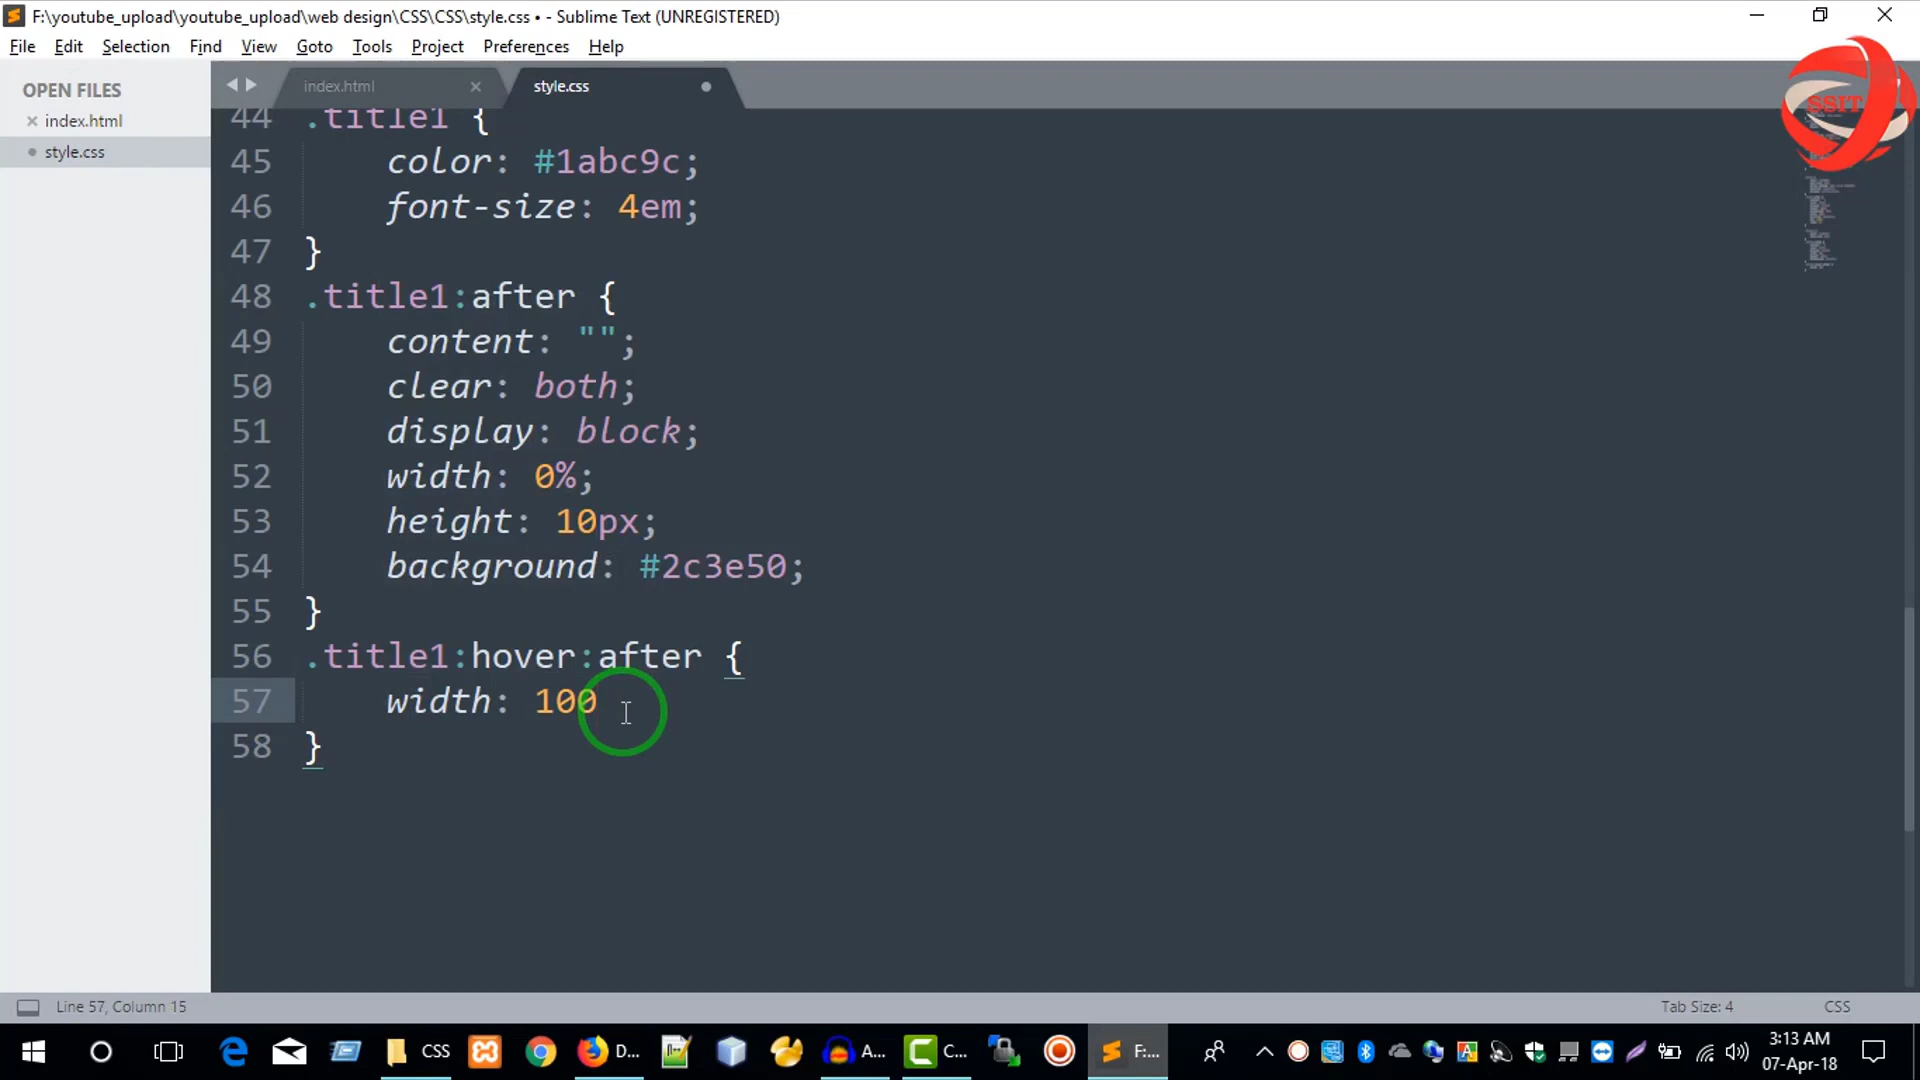 F:\youtube_upload\youtube_upload\web design\CSS\CSS\style.css • - Sublime Text (UNREGISTERED)
File Edit Selection Find View Goto Tools Project Preferences Help
OPEN FILES
index.html
style.css
index.html
style.css
SSIT
44 .title1 {
45 color: #1abc9c;
46 font-size: 4em;
47 }
48 .title1:after {
49 content: "";
50 clear: both;
51 display: block;
52 width: 0%;
53 height: 10px;
54 background: #2c3e50;
55 }
56 .title1:hover:after {
57 width: 100
58 }
Line 57, Column 15
Tab Size: 4
CSS
CSS
D...
A...
C...
F:...
3:13 AM
07-Apr-18